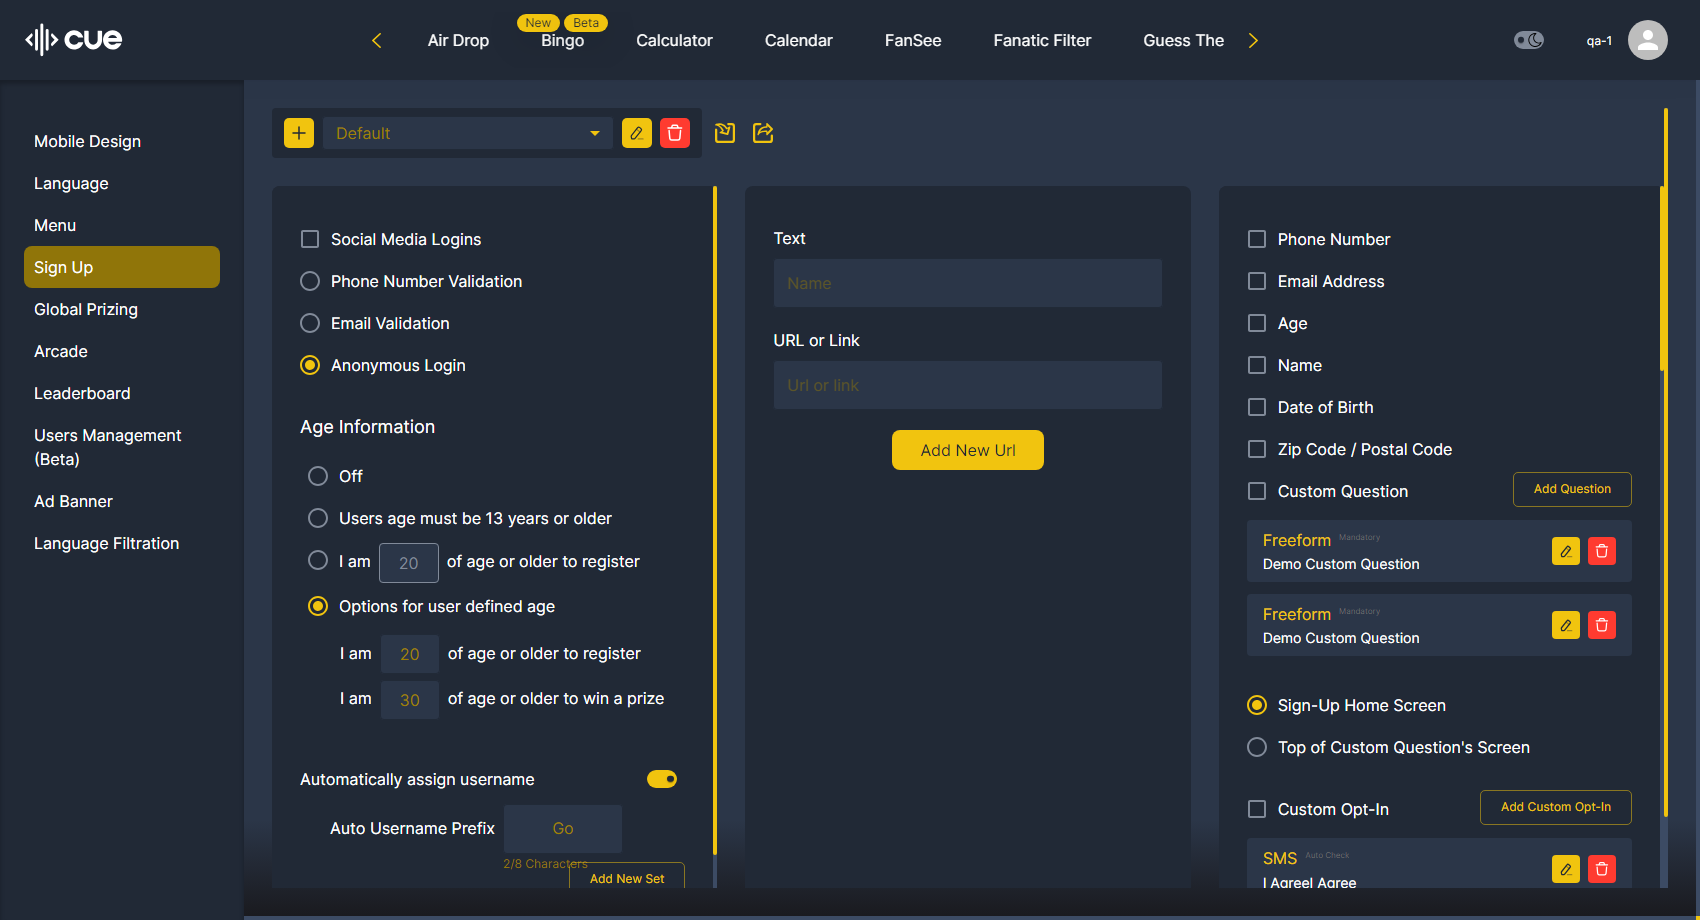 cue
Air Drop
New
Beta
Bingo
Calculator
Calendar
FanSee
Fanatic Filter
Guess The
qa-1
Mobile Design
Language
Menu
Sign Up
Global Prizing
Arcade
Leaderboard
Users Management
(Beta)
Ad Banner
Language Filtration
Default
Social Media Logins
Phone Number Validation
Email Validation
Anonymous Login
Age Information
Off
Users age must be 13 years or older
I am 20 of age or older to register
Options for user defined age
I am 20 of age or older to register
I am 30 of age or older to win a prize
Automatically assign username
Auto Username Prefix Go
2/8 Characters
Add New Set
Text
Name
URL or Link
Url or link
Add New Url
Phone Number
Email Address
Age
Name
Date of Birth
Zip Code / Postal Code
Custom Question
Add Question
Freeform Mandatory
Demo Custom Question
Freeform Mandatory
Demo Custom Question
Sign-Up Home Screen
Top of Custom Question's Screen
Custom Opt-In
Add Custom Opt-In
SMS Auto Check
I AgreeI Agree